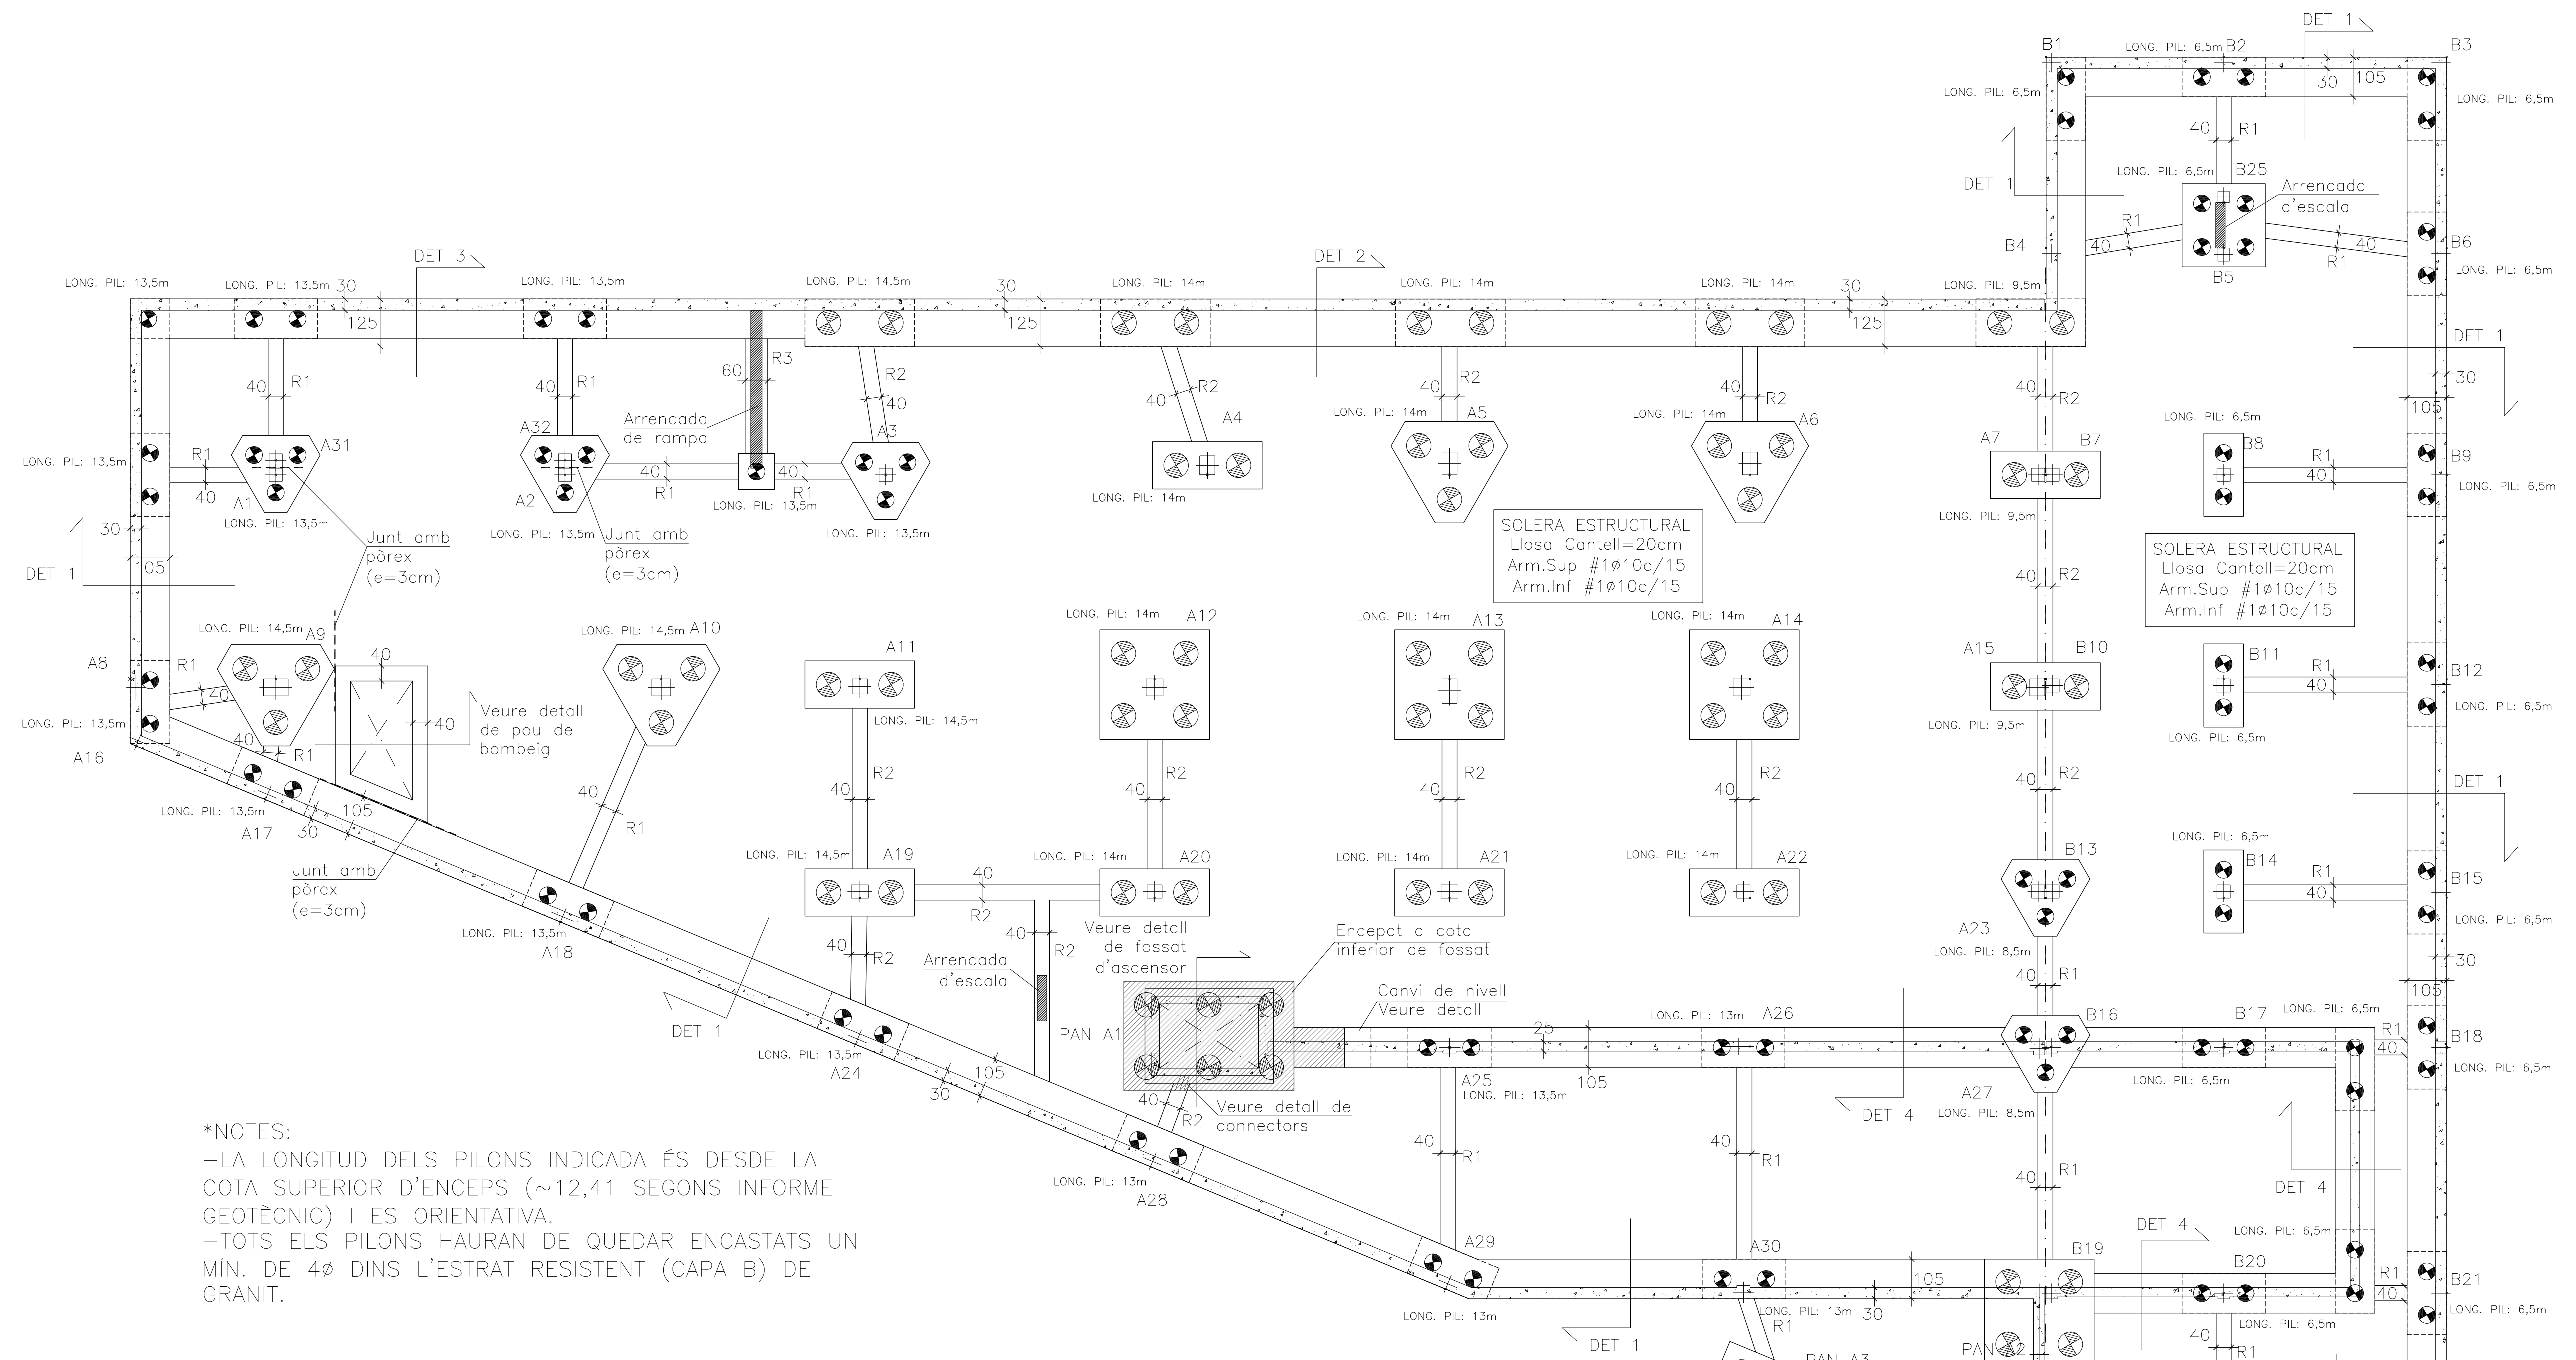 DET 1
B1
LONG. PIL: 6,5m
B2
B3
30
105
LONG. PIL: 6,5m
LONG. PIL: 6,5m
40
R1
DET 1
LONG. PIL: 6,5m
B25
Arrencada
d'escala
R1
40
B4
40
R1
B6
B5
LONG. PIL: 6,5m
DET 3
DET 2
LONG. PIL: 13,5m
LONG. PIL: 13,5m
30
LONG. PIL: 13,5m
LONG. PIL: 14,5m
30
LONG. PIL: 14m
LONG. PIL: 14m
LONG. PIL: 14m
30
LONG. PIL: 9,5m
125
125
125
DET 1
R3
60
40
R1
40
R1
R2
40
40
R2
40
R2
40
R2
40
R2
30
105
Arrencada
de rampa
A31
A32
A3
A4
LONG. PIL: 14m
A5
LONG. PIL: 14m
A6
LONG. PIL: 6,5m
A7
B7
B8
B9
LONG. PIL: 13,5m
R1
40
A1
A2
40
R1
40
R1
R1
40
LONG. PIL: 13,5m
LONG. PIL: 13,5m
LONG. PIL: 13,5m
LONG. PIL: 13,5m
LONG. PIL: 14m
LONG. PIL: 9,5m
LONG. PIL: 6,5m
30
105
DET 1
Junt amb
pòrex
(e=3cm)
Junt amb
pòrex
(e=3cm)
SOLERA ESTRUCTURAL
Llosa Cantell=20cm
Arm.Sup #1ø10c/15
Arm.Inf #1ø10c/15
40
R2
SOLERA ESTRUCTURAL
Llosa Cantell=20cm
Arm.Sup #1ø10c/15
Arm.Inf #1ø10c/15
LONG. PIL: 14,5m
A9
LONG. PIL: 14,5m
A10
A11
LONG. PIL: 14m
A12
LONG. PIL: 14m
A13
LONG. PIL: 14m
A14
A15
B10
B11
B12
A8
R1
40
40
40
R1
40
LONG. PIL: 13,5m
40
R1
LONG. PIL: 14,5m
LONG. PIL: 9,5m
LONG. PIL: 6,5m
LONG. PIL: 6,5m
A16
Veure detall
de pou de
bombeig
LONG. PIL: 13,5m
A17
30
105
40
R1
40
R2
40
R2
40
R2
40
R2
40
R2
DET 1
Junt amb
pòrex
(e=3cm)
LONG. PIL: 14,5m
A19
LONG. PIL: 14m
A20
LONG. PIL: 14m
A21
LONG. PIL: 14m
A22
B13
LONG. PIL: 6,5m
B14
B15
40
R2
R1
40
LONG. PIL: 6,5m
LONG. PIL: 13,5m
A18
40
R2
40
R2
Arrencada
d'escala
Veure detall
de fossat
d'ascensor
Encepat a cota
inferior de fossat
A23
LONG. PIL: 8,5m
40
R1
30
105
Canvi de nivell
Veure detall
DET 1
PAN A1
LONG. PIL: 13,5m
A24
30
105
25
105
LONG. PIL: 13m
A26
B16
B17
LONG. PIL: 6,5m
R1
40
B18
A25
LONG. PIL: 13,5m
LONG. PIL: 6,5m
LONG. PIL: 6,5m
A27
LONG. PIL: 8,5m
DET 4
40
R2
Veure detall de
connectors
LONG. PIL: 13m
A28
40
R1
40
R1
40
R1
DET 4
*NOTES:
-LA LONGITUD DELS PILONS INDICADA ÉS DESDE LA
COTA SUPERIOR D'ENCEPS (~12,41 SEGONS INFORME
GEOTÈCNIC) I ES ORIENTATIVA.
-TOTS ELS PILONS HAURAN DE QUEDAR ENCASTATS UN
MÍN. DE 4ø DINS L'ESTRAT RESISTENT (CAPA B) DE
GRANIT.
A29
LONG. PIL: 13m
A30
LONG. PIL: 13m
30
105
B19
DET 4
LONG. PIL: 6,5m
B20
R1
40
B21
LONG. PIL: 6,5m
LONG. PIL: 6,5m
DET 1
R1
PAN A3
PAN A2
40
R1